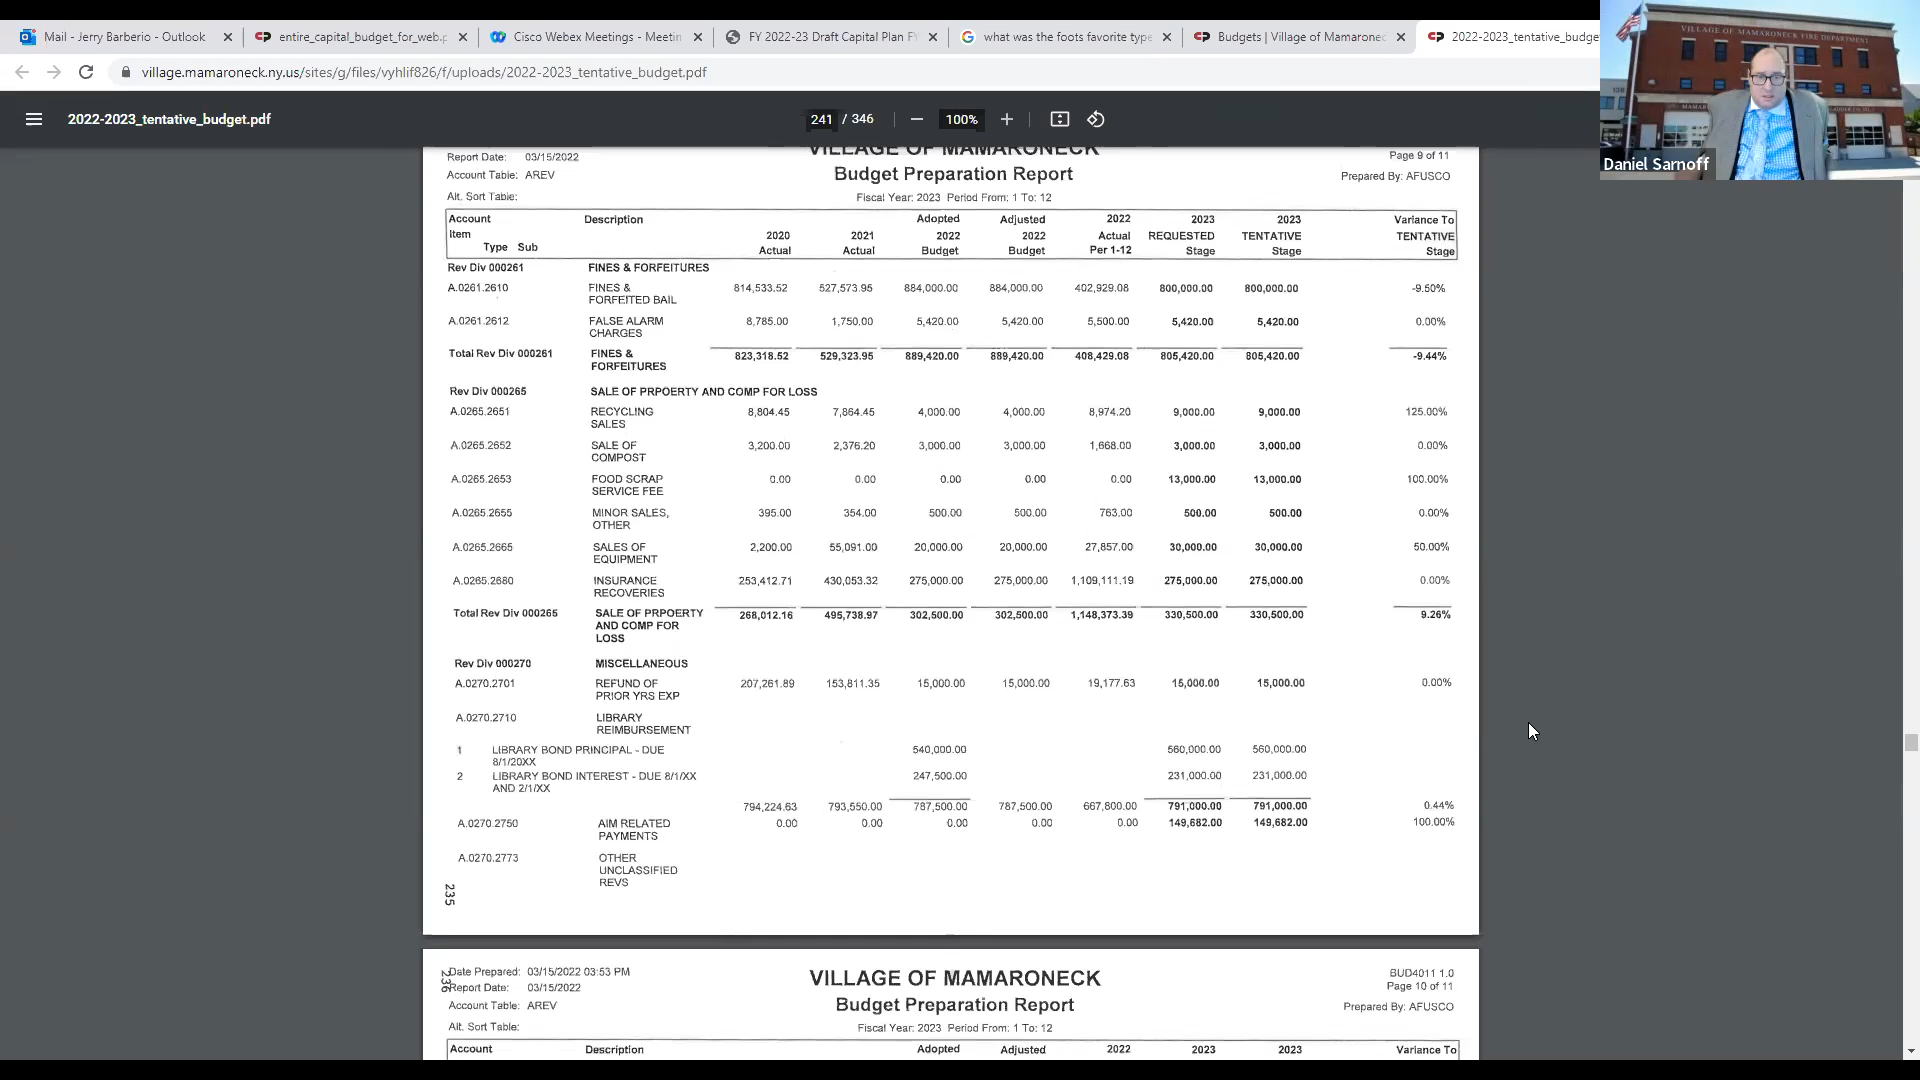 Mail - Jerry Barberio - Outlook
entire_capital_budget_for_web.p
Cisco Webex Meetings - Meetin
FY 2022-23 Draft Capital Plan F
what was the foots favorite type
Budgets | Village of Mamaronec
2022-2023_tentative_budge
village.mamaroneck.ny.us/sites/g/files/vyhlif826/f/uploads/2022-2023_tentative_budget.pdf
2022-2023_tentative_budget.pdf
241 / 346
100%
VILLAGE OF MAMARONECK FIRE DEPARTMENT
Daniel Sarnoff
VILLAGE OF MAMARONECK
Report Date: 03/15/2022
Page 9 of 11
Account Table: AREV
Budget Preparation Report
Prepared By: AFUSCO
Alt. Sort Table:
Fiscal Year: 2023 Period From: 1 To: 12
Account Description Adopted Adjusted 2022 2023 2023 Variance To
Item 2020 2021 2022 2022 Actual REQUESTED TENTATIVE TENTATIVE
Type Sub Actual Actual Budget Budget Per 1-12 Stage Stage Stage
Rev Div 000261 FINES & FORFEITURES
A.0261.2610 FINES & 814,533.52 527,573.95 884,000.00 884,000.00 402,929.08 800,000.00 800,000.00 -9.50%
FORFEITED BAIL
A.0261.2612 FALSE ALARM 8,785.00 1,750.00 5,420.00 5,420.00 5,500.00 5,420.00 5,420.00 0.00%
CHARGES
Total Rev Div 000261 FINES & 823,318.52 529,323.95 889,420.00 889,420.00 408,429.08 805,420.00 805,420.00 -9.44%
FORFEITURES
Rev Div 000265 SALE OF PRPOERTY AND COMP FOR LOSS
A.0265.2651 RECYCLING 8,804.45 7,864.45 4,000.00 4,000.00 8,974.20 9,000.00 9,000.00 125.00%
SALES
A.0265.2652 SALE OF 3,200.00 2,376.20 3,000.00 3,000.00 1,668.00 3,000.00 3,000.00 0.00%
COMPOST
A.0265.2653 FOOD SCRAP 0.00 0.00 0.00 0.00 0.00 13,000.00 13,000.00 100.00%
SERVICE FEE
A.0265.2655 MINOR SALES, 395.00 354.00 500.00 500.00 763.00 500.00 500.00 0.00%
OTHER
A.0265.2665 SALES OF 2,200.00 55,091.00 20,000.00 20,000.00 27,857.00 30,000.00 30,000.00 50.00%
EQUIPMENT
A.0265.2680 INSURANCE 253,412.71 430,053.32 275,000.00 275,000.00 1,109,111.19 275,000.00 275,000.00 0.00%
RECOVERIES
Total Rev Div 000265 SALE OF PRPOERTY 268,012.16 495,738.97 302,500.00 302,500.00 1,148,373.39 330,500.00 330,500.00 9.26%
AND COMP FOR
LOSS
Rev Div 000270 MISCELLANEOUS
A.0270.2701 REFUND OF 207,261.89 153,811.35 15,000.00 15,000.00 19,177.63 15,000.00 15,000.00 0.00%
PRIOR YRS EXP
A.0270.2710 LIBRARY
REIMBURSEMENT
1 LIBRARY BOND PRINCIPAL - DUE 540,000.00 560,000.00 560,000.00
8/1/20XX
2 LIBRARY BOND INTEREST - DUE 8/1/XX 247,500.00 231,000.00 231,000.00
AND 2/1/XX
794,224.63 793,550.00 787,500.00 787,500.00 667,800.00 791,000.00 791,000.00 0.44%
A.0270.2750 AIM RELATED 0.00 0.00 0.00 0.00 0.00 149,682.00 149,682.00 100.00%
PAYMENTS
A.0270.2773 OTHER
UNCLASSIFIED
REVS
235
236
Date Prepared: 03/15/2022 03:53 PM
VILLAGE OF MAMARONECK
BUD4011 1.0
Report Date: 03/15/2022
Page 10 of 11
Account Table: AREV
Budget Preparation Report
Prepared By: AFUSCO
Alt. Sort Table:
Fiscal Year: 2023 Period From: 1 To: 12
Account Description Adopted Adjusted 2022 2023 2023 Variance To